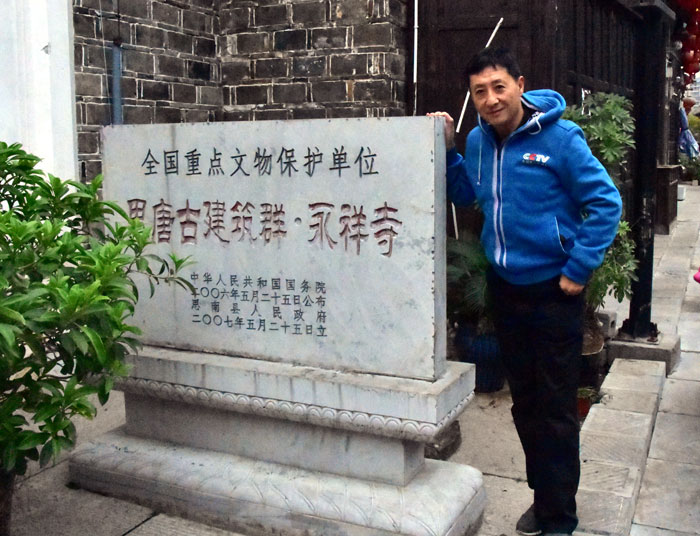 全国重点文物保护单位
思唐古建筑群·永祥寺
中华人民共和国国务院
二〇〇六年五月二十五日公布
思南县人民政府
二〇〇七年五月二十五日立
CCTV